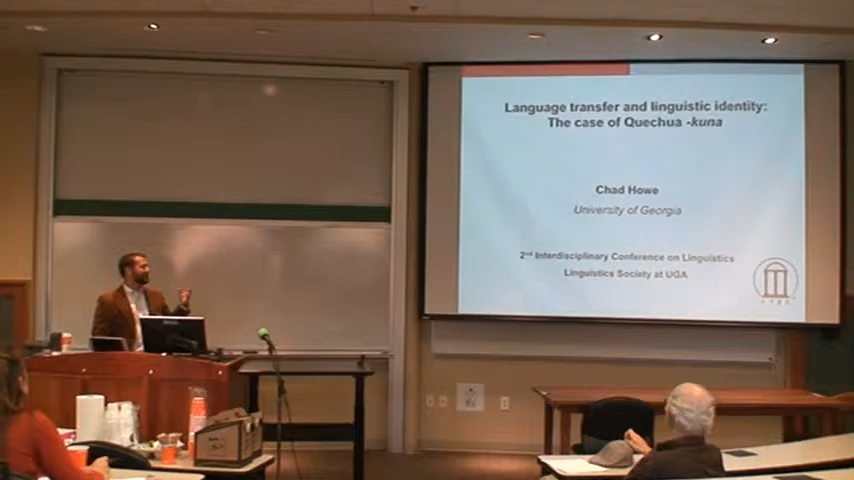 Language transfer and linguistic identity:
The case of Quechua -kuna
Chad Howe
University of Georgia
2nd Interdisciplinary Conference on Linguistics
Linguistics Society at UGA